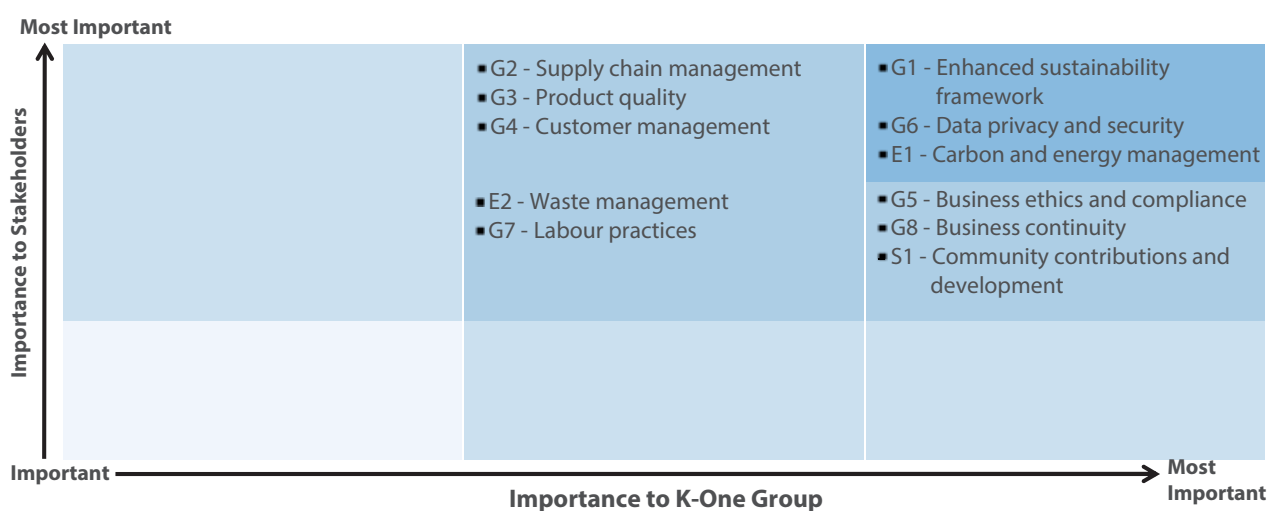 Most Important
Importance to Stakeholders
▪ G2 - Supply chain management
▪ G3 - Product quality
▪ G4 - Customer management
▪ E2 - Waste management
▪ G7 - Labour practices
▪ G1 - Enhanced sustainability
framework
▪ G6 - Data privacy and security
▪ E1 - Carbon and energy management
▪ G5 - Business ethics and compliance
▪ G8 - Business continuity
▪ S1 - Community contributions and
development
Important
Importance to K-One Group
Most
Important